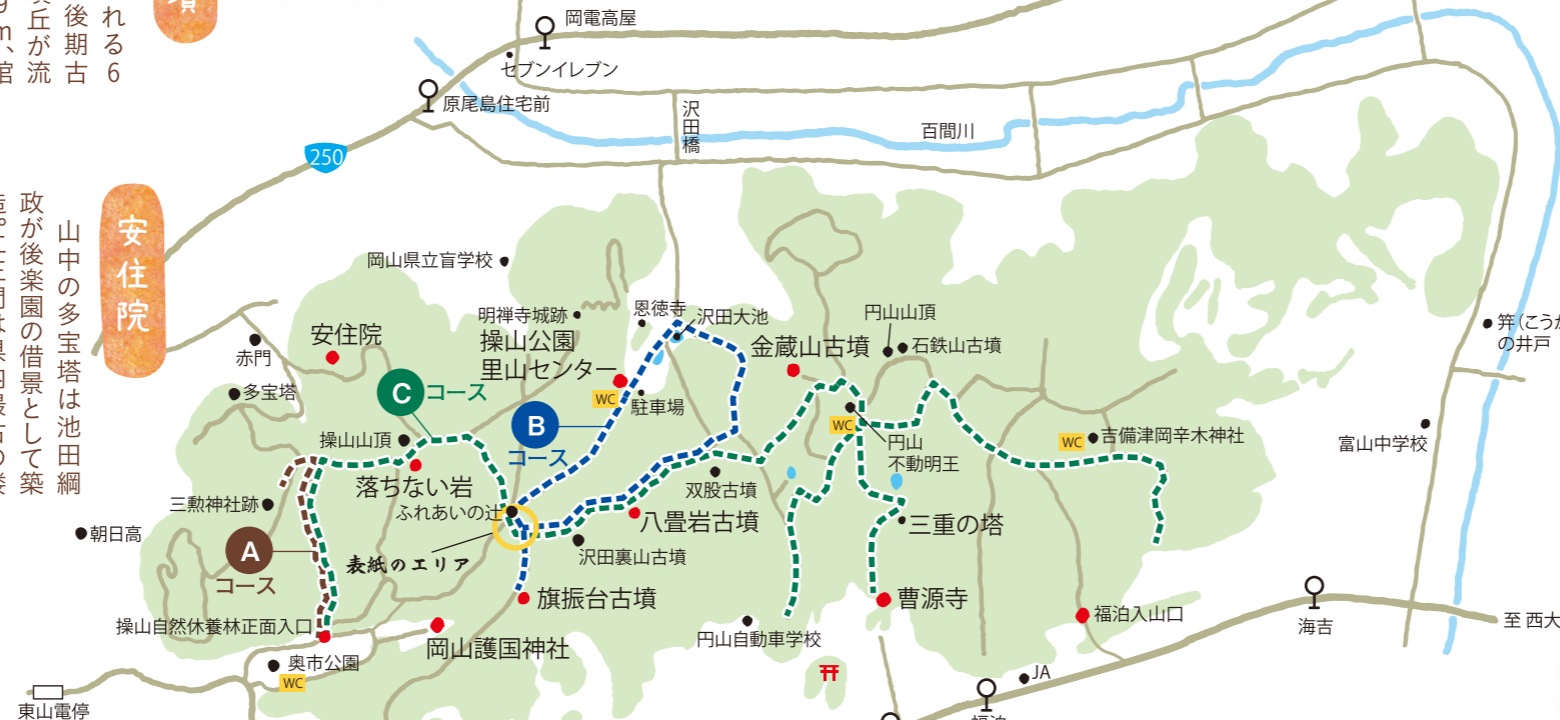 墳
れる6
後期古
丘が流
m、官
安住院
山中の多宝塔は池田綱
政が後楽園の借景として築
岡電高屋
セブンイレブン
原尾島住宅前
沢田橋
百間川
250
岡山県立盲学校
明禅寺城跡
恩徳寺
沢田大池
操山公園
里山センター
WC
駐車場
金蔵山古墳
円山山頂
石鉄山古墳
笄(こうが
の井戸
赤門
安住院
多宝塔
C コース
B
コース
操山山頂
落ちない岩
ふれあいの辻
表紙のエリア
三勲神社跡
朝日高
A
コース
双股古墳
八畳岩古墳
沢田裏山古墳
旗振台古墳
WC
円山
不動明王
三重の塔
WC
吉備津岡辛木神社
富山中学校
操山自然休養林正面入口
奥市公園
WC
岡山護国神社
円山自動車学校
曹源寺
福泊入山口
海吉
至 西大
JA
福泊
東山電停